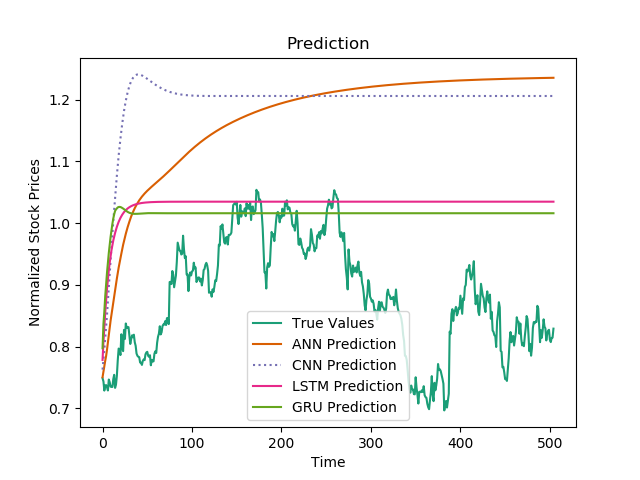 Prediction
Normalized Stock Prices
1.2
1.1
1.0
0.9
0.8
0.7
True Values
ANN Prediction
CNN Prediction
LSTM Prediction
GRU Prediction
0 100 200 300 400 500
Time